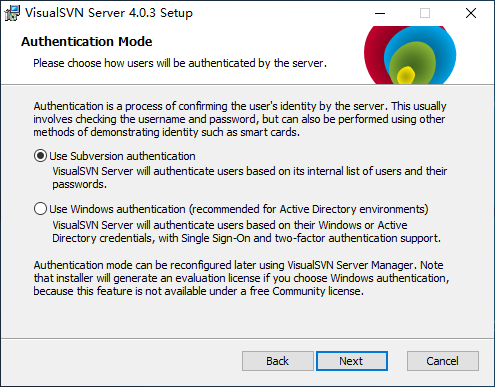 VisualSVN Server 4.0.3 Setup
Authentication Mode
Please choose how users will be authenticated by the server.
Authentication is a process of confirming the user's identity by the server. This usually
involves checking the username and password, but can also be performed using other
methods of demonstrating identity such as smart cards.
Use Subversion authentication
VisualSVN Server will authenticate users based on its internal list of users and their
passwords.
Use Windows authentication (recommended for Active Directory environments)
VisualSVN Server will authenticate users based on their Windows or Active
Directory credentials, with Single Sign-On and two-factor authentication support.
Authentication mode can be reconfigured later using VisualSVN Server Manager. Note
that installer will generate an evaluation license if you choose Windows authentication,
because this feature is not available under a free Community license.
Back
Next
Cancel